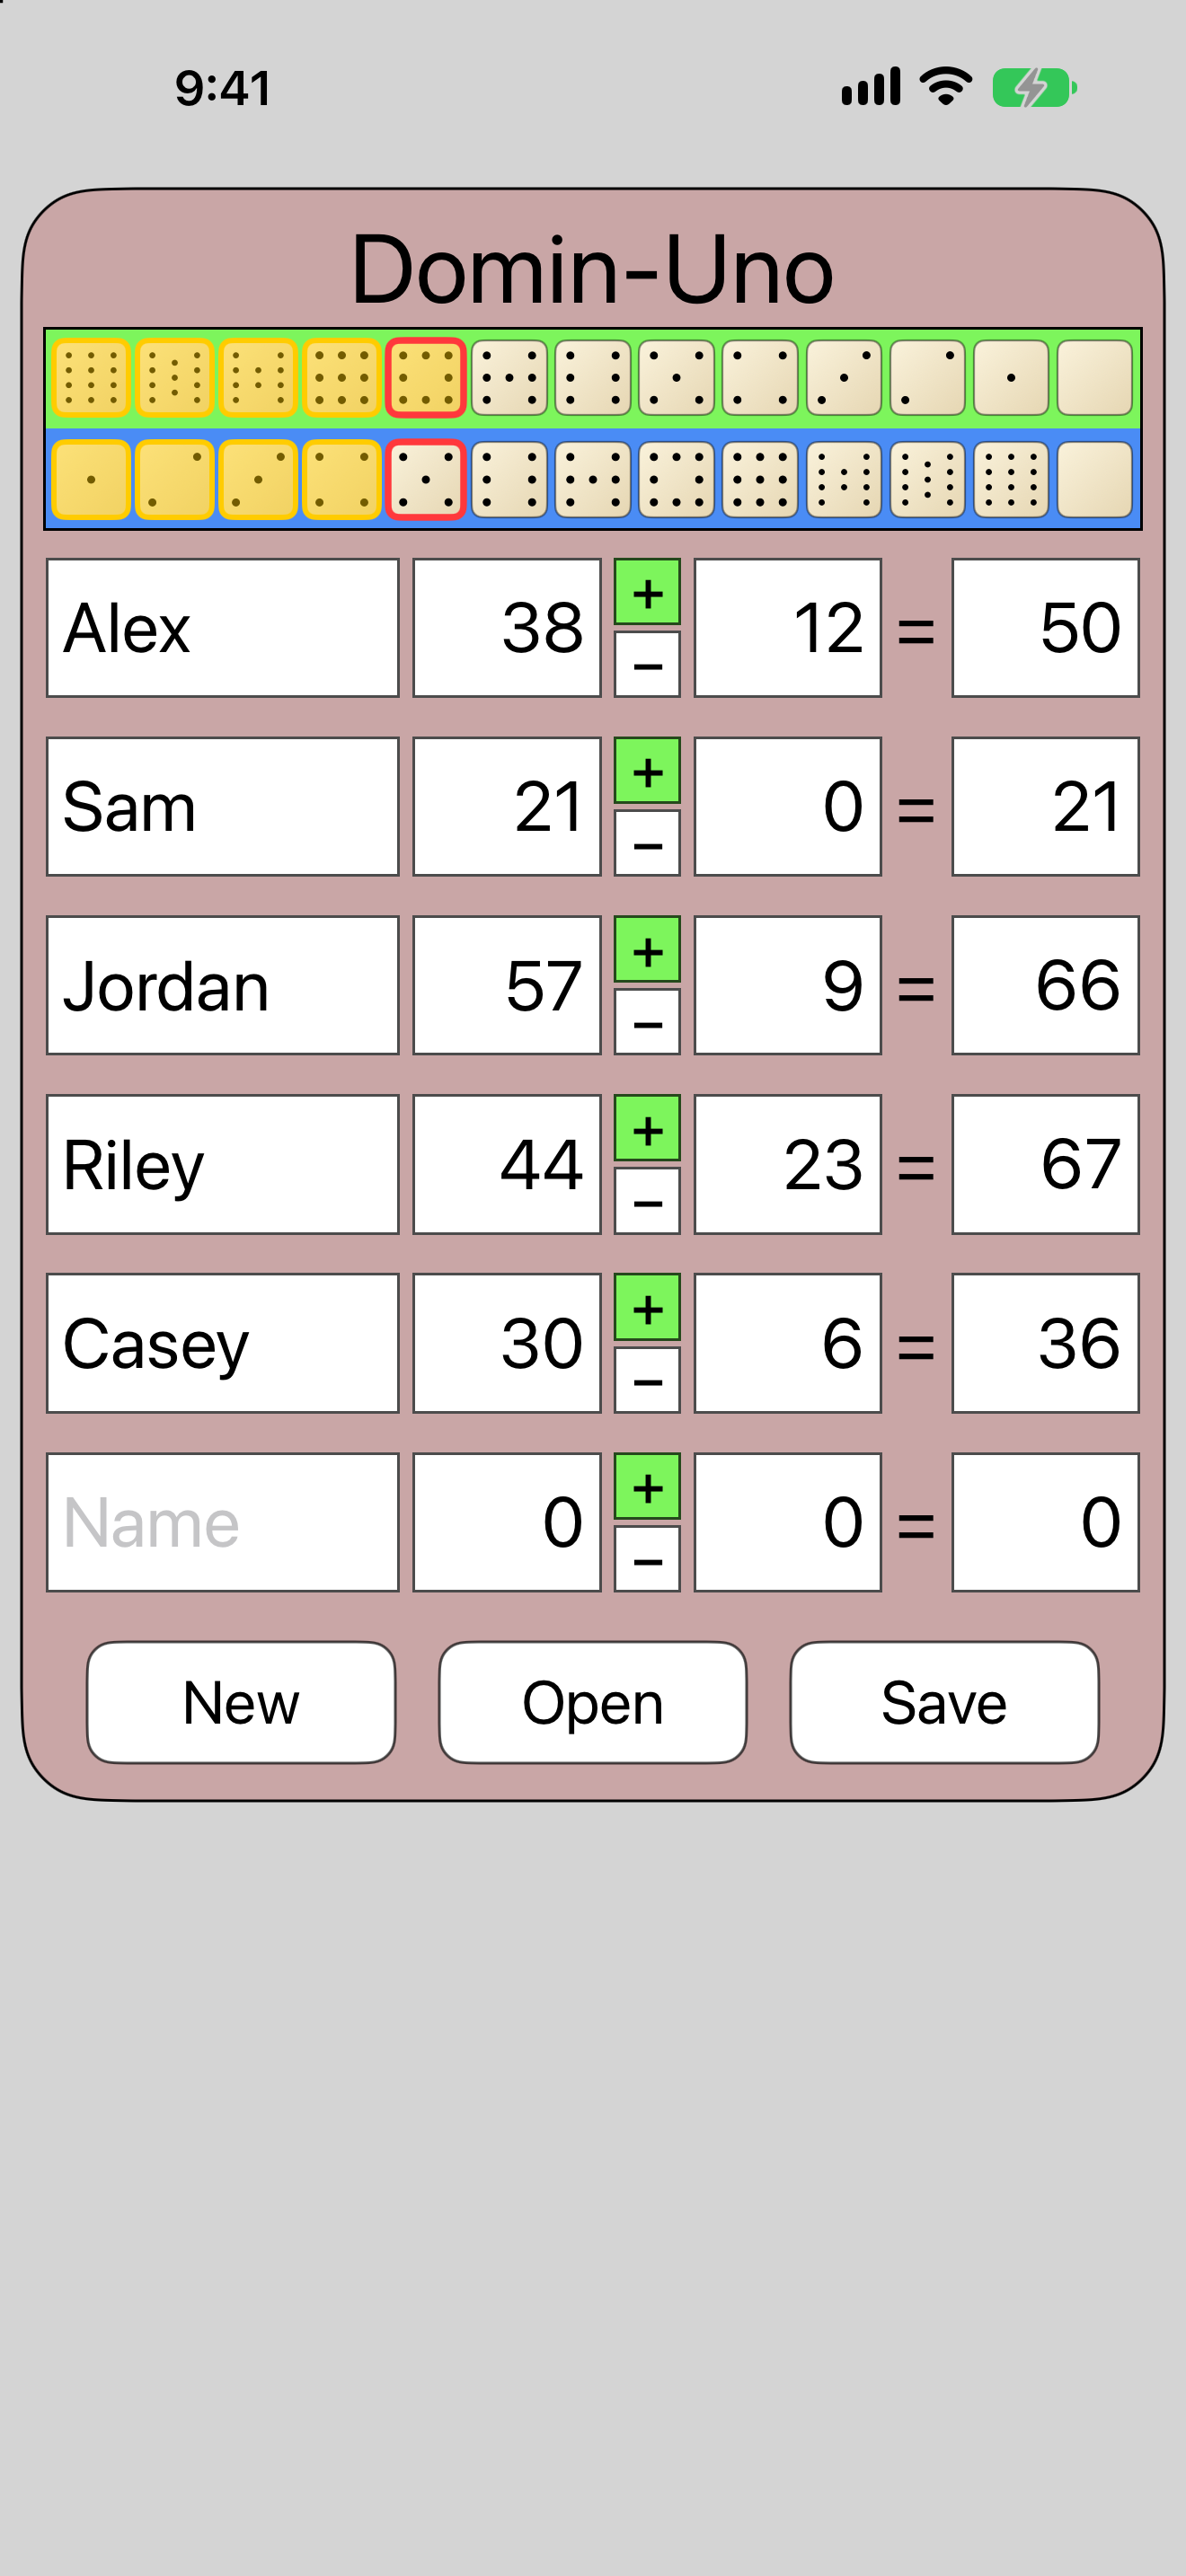 9:41
Domin-Uno
Alex 38 + − 12 = 50
Sam 21 + − 0 = 21
Jordan 57 + − 9 = 66
Riley 44 + − 23 = 67
Casey 30 + − 6 = 36
Name 0 + − 0 = 0
New Open Save